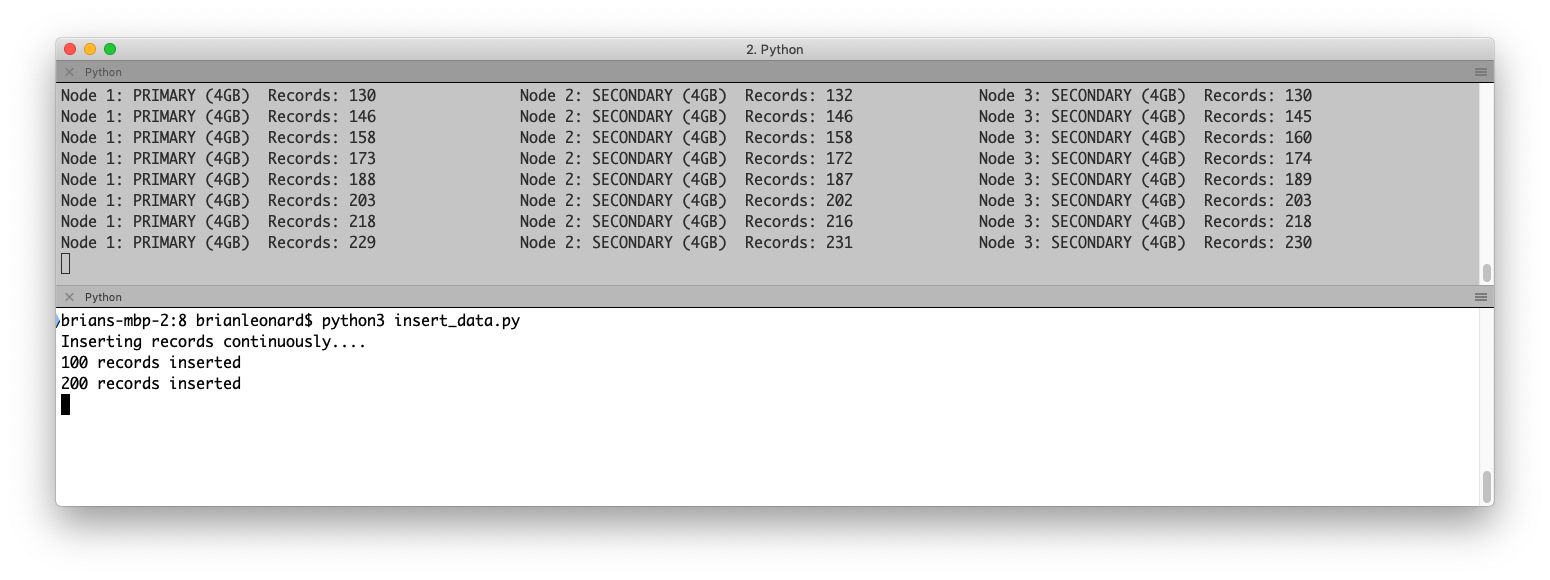 2. Python
Python
Node 1: PRIMARY (4GB)  Records: 130                Node 2: SECONDARY (4GB)  Records: 132              Node 3: SECONDARY (4GB)  Records: 130
Node 1: PRIMARY (4GB)  Records: 146                Node 2: SECONDARY (4GB)  Records: 146              Node 3: SECONDARY (4GB)  Records: 145
Node 1: PRIMARY (4GB)  Records: 158                Node 2: SECONDARY (4GB)  Records: 158              Node 3: SECONDARY (4GB)  Records: 160
Node 1: PRIMARY (4GB)  Records: 173                Node 2: SECONDARY (4GB)  Records: 172              Node 3: SECONDARY (4GB)  Records: 174
Node 1: PRIMARY (4GB)  Records: 188                Node 2: SECONDARY (4GB)  Records: 187              Node 3: SECONDARY (4GB)  Records: 189
Node 1: PRIMARY (4GB)  Records: 203                Node 2: SECONDARY (4GB)  Records: 202              Node 3: SECONDARY (4GB)  Records: 203
Node 1: PRIMARY (4GB)  Records: 218                Node 2: SECONDARY (4GB)  Records: 216              Node 3: SECONDARY (4GB)  Records: 218
Node 1: PRIMARY (4GB)  Records: 229                Node 2: SECONDARY (4GB)  Records: 231              Node 3: SECONDARY (4GB)  Records: 230
Python
brians-mbp-2:8 brianleonard$ python3 insert_data.py
Inserting records continuously....
100 records inserted
200 records inserted